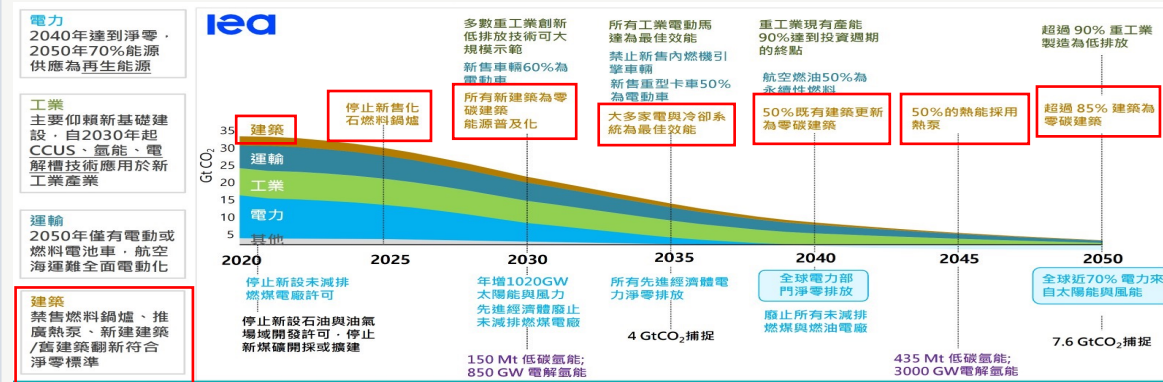 電力
2040年達到淨零，
2050年70%能源
供應為再生能源
工業
主要仰賴新基礎建
設，自2030年起
CCUS、氫能、電
解槽技術應用於新
工業產業
運輸
2050年僅有電動或
燃料電池車，航空
海運難全面電動化
建築
禁售燃料鍋爐、推
廣熱泵、新建建築
/舊建築翻新符合
淨零標準
iea
停止新售化
石燃料鍋爐
多數重工業創新
低排放技術可大
規模示範
新售車輛60%為
電動車
所有新建築為零
碳建築
能源普及化
所有工業電動馬
達為最佳效能
禁止新售內燃機引
擎車輛
新售重型卡車50%
為電動車
大多家電與冷卻系
統為最佳效能
重工業現有產能
90%達到投資週期
的終點
航空燃油50%為
永續性燃料
50%既有建築更新
為零碳建築
50%的熱能採用
熱泵
超過 90% 重工業
製造為低排放
超過 85% 建築為
零碳建築
Gt CO₂
35
30
25
20
15
10
5
建築
運輸
工業
電力
其他
2020
2025
2030
2035
2040
2045
2050
停止新設未減排
燃煤電廠許可
停止新設石油與油氣
場域開發許可，停止
新煤礦開採或擴建
年增1020GW
太陽能與風力
先進經濟體廢止
未減排燃煤電廠
150 Mt 低碳氫能;
850 GW 電解氫能
所有先進經濟體電
力淨零排放
4 GtCO₂捕捉
全球電力部
門淨零排放
廢止所有未減排
燃煤與燃油電廠
435 Mt 低碳氫能;
3000 GW電解氫能
全球近70% 電力來
自太陽能與風能
7.6 GtCO₂捕捉